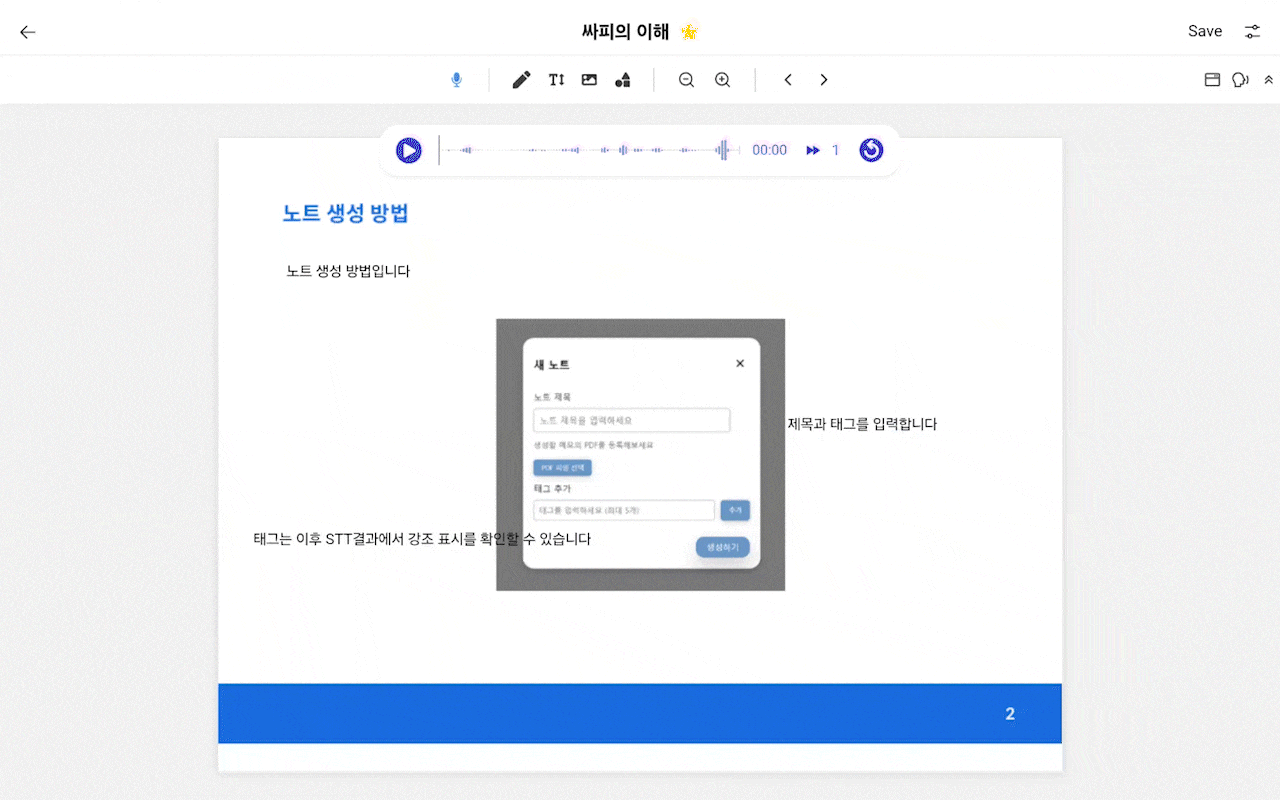 싸피의 이해
Save
00:00
1
노트 생성 방법
노트 생성 방법입니다
새 노트
노트 제목
노트 제목을 입력하세요
생성할 메모의 PDF를 등록해보세요
PDF 파일 선택
태그 추가
태그를 입력하세요 (최대 5개)
추가
생성하기
제목과 태그를 입력합니다
태그는 이후 STT결과에서 강조 표시를 확인할 수 있습니다
2